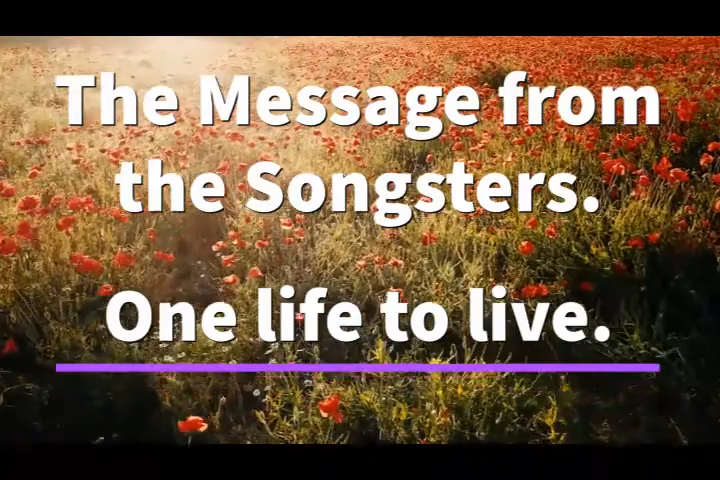 The Message from
the Songsters.
One life to live.